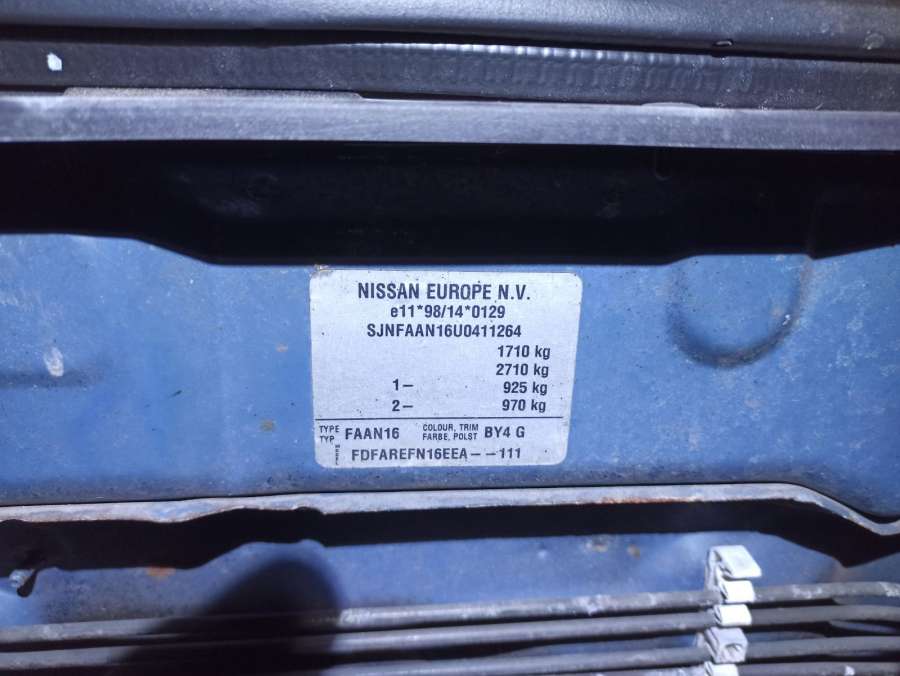 NISSAN EUROPE N.V.
e11*98/14*0129
SJNFAAN16U0411264
1710 kg
2710 kg
1– 925 kg
2– 970 kg
TYPE TYP FAAN16 COLOUR, TRIM FARBE, POLST BY4 G
FDFAREFN16EEA––111